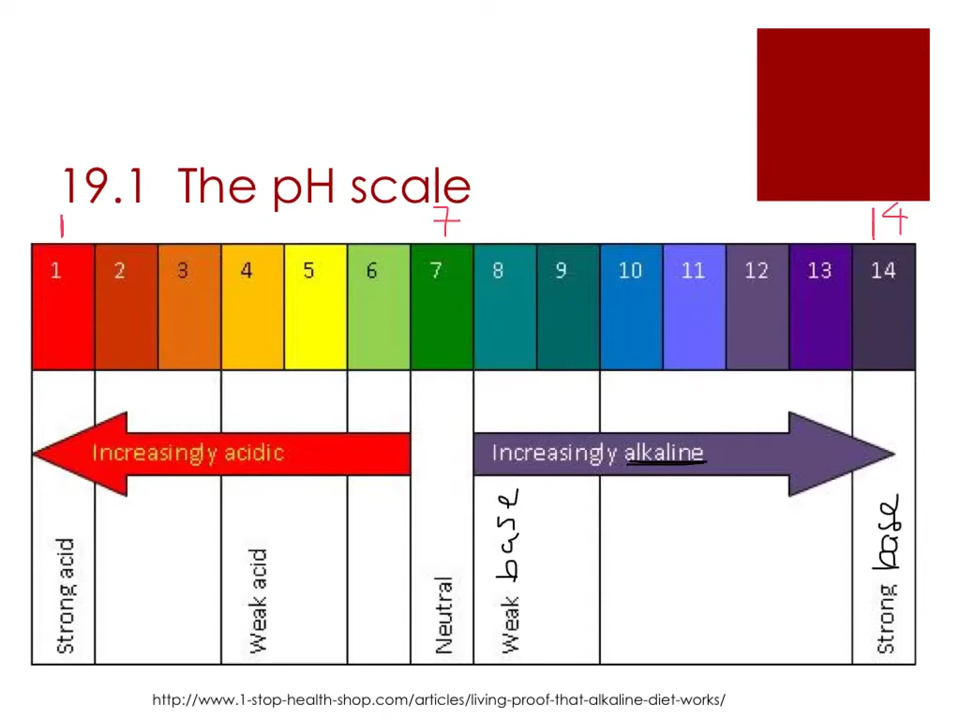 19.1 The pH scale
1 7 14
1 2 3 4 5 6 7 8 9 10 11 12 13 14
Increasingly acidic
Increasingly alkaline
Strong acid
Weak acid
Neutral
Weak base
Strong base
http://www.1-stop-health-shop.com/articles/living-proof-that-alkaline-diet-works/